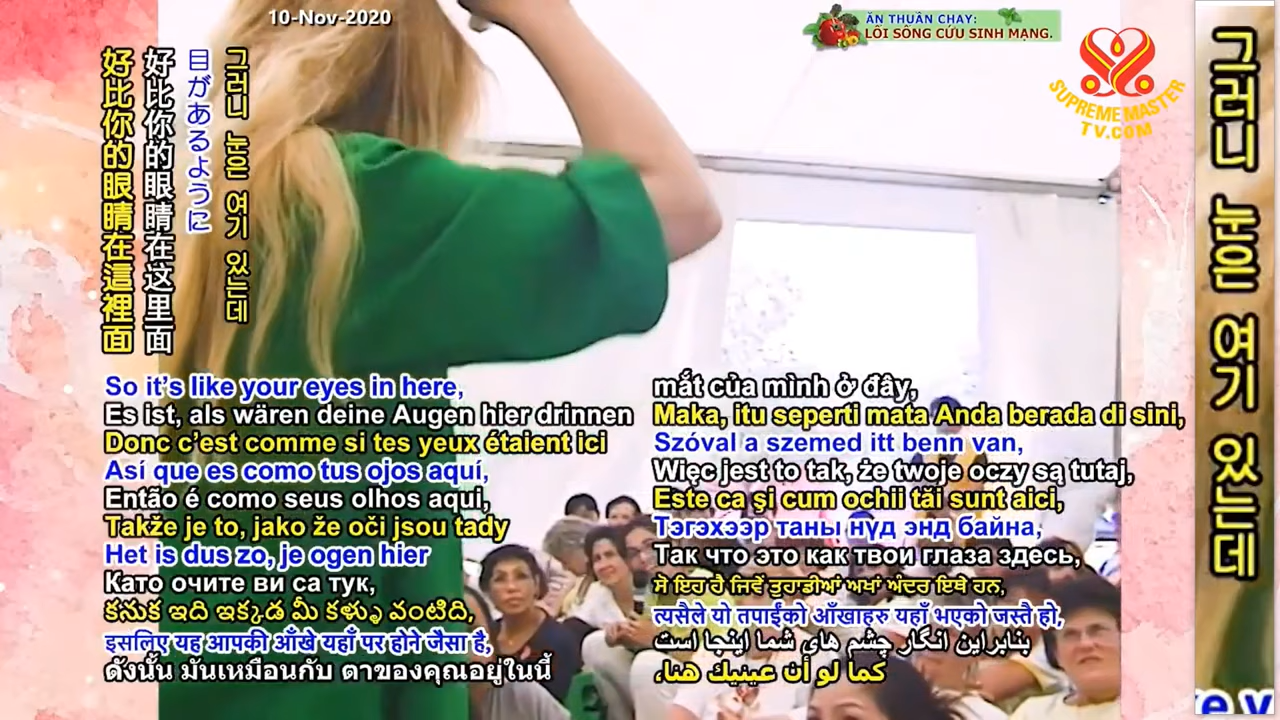 10-Nov-2020
ĂN THUẦN CHAY:
LỐI SỐNG CỨU SINH MẠNG.
SUPREME MASTER
TV.COM
好比你的眼睛在這裡面
好比你的眼睛在这里面
目があるように
그러니 눈은 여기 있는데
So it's like your eyes in here,
Es ist, als wären deine Augen hier drinnen
Donc c'est comme si tes yeux étaient ici
Así que es como tus ojos aquí,
Então é como seus olhos aqui,
Takže je to, jako že oči jsou tady
Het is dus zo, je ogen hier
Като очите ви са тук,
కనుక ఇది ఇక్కడ మీ కళ్ళు వంటిది,
इसलिए यह आपकी आँखे यहाँ पर होने जैसा है,
ดังนั้น มันเหมือนกับ ตาของคุณอยู่ในนี้
mắt của mình ở đây,
Maka, itu seperti mata Anda berada di sini,
Szóval a szemed itt benn van,
Więc jest to tak, że twoje oczy są tutaj,
Este ca şi cum ochii tăi sunt aici,
Тэгэхээр таны нүд энд байна,
Так что это как твои глаза здесь,
ਸੋ ਇਹ ਹੈ ਜਿਵੇਂ ਤੁਹਾਡੀਆਂ ਅਖਾਂ ਅੰਦਰ ਇਥੇ ਹਨ,
त्यसैले यो तपाईंको आँखाहरु यहाँ भएको जस्तै हो,
بنابراین انگار چشم های شما اینجا است
كما لو أن عينيك هنا،
그러니 눈은 여기 있는데